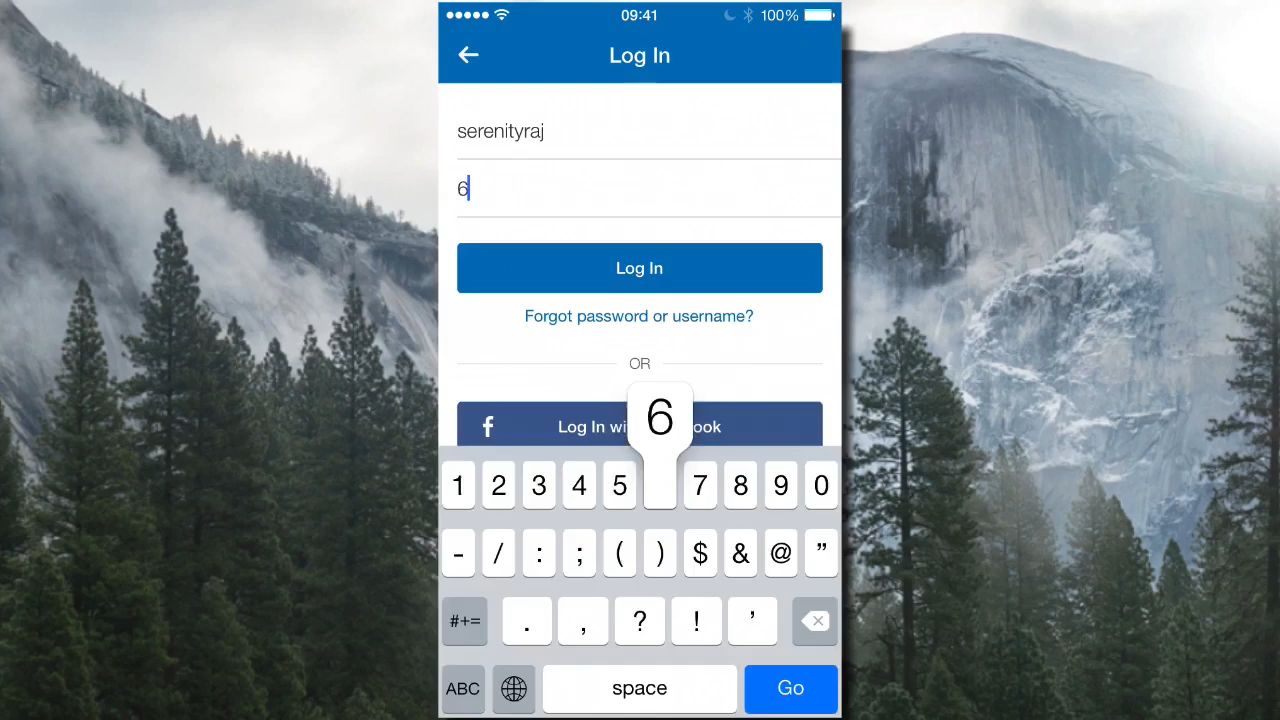 09:41 100%
Log In
serenityraj
6
Log In
Forgot password or username?
OR
f Log In wi ook
6
1 2 3 4 5 7 8 9 0
- / : ; ( ) $ & @ ”
#+= . , ? ! ’
ABC space Go